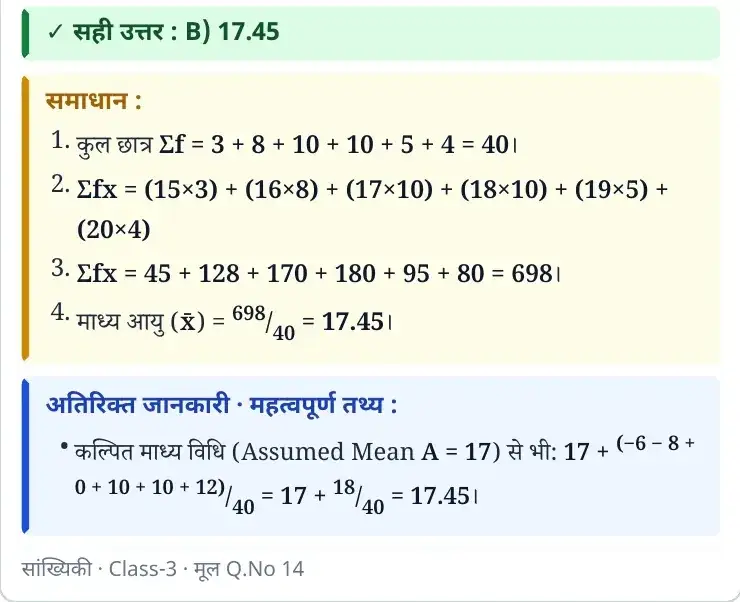 ✓ सही उत्तर : B) 17.45
समाधान :
1. कुल छात्र Σf = 3 + 8 + 10 + 10 + 5 + 4 = 40।
2. Σfx = (15×3) + (16×8) + (17×10) + (18×10) + (19×5) +
(20×4)
3. Σfx = 45 + 128 + 170 + 180 + 95 + 80 = 698।
4. माध्य आयु (x̄) = 698/40 = 17.45।
अतिरिक्त जानकारी · महत्वपूर्ण तथ्य :
• कल्पित माध्य विधि (Assumed Mean A = 17) से भी: 17 + (−6 − 8 +
0 + 10 + 10 + 12)/40 = 17 + 18/40 = 17.45।
सांख्यिकी · Class-3 · मूल Q.No 14